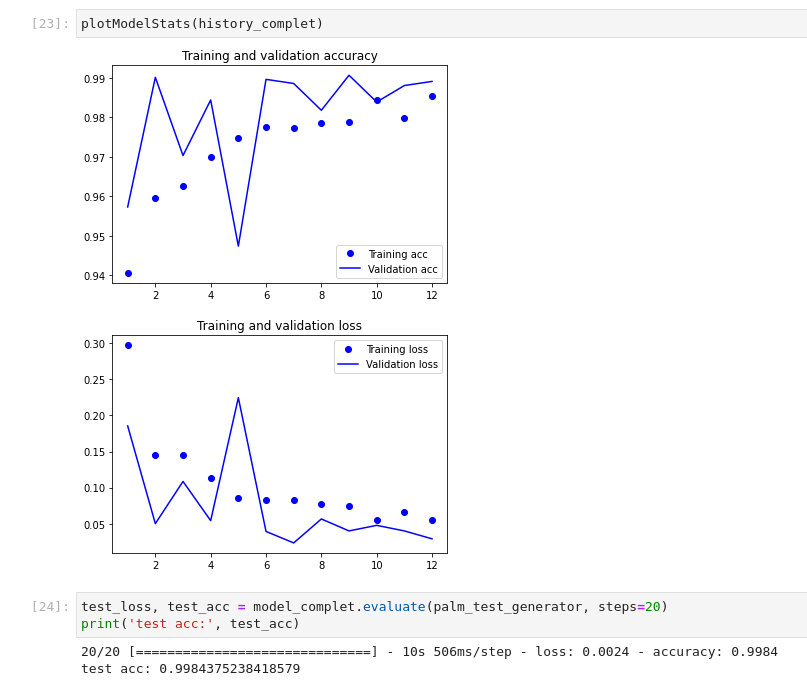 [23]: plotModelStats(history_complet)
Training and validation accuracy
0.99
0.98
0.97
0.96
0.95
0.94
Training acc
Validation acc
2 4 6 8 10 12
Training and validation loss
0.30
0.25
0.20
0.15
0.10
0.05
Training loss
Validation loss
2 4 6 8 10 12
[24]: test_loss, test_acc = model_complet.evaluate(palm_test_generator, steps=20)
print('test acc:', test_acc)
20/20 [==============================] - 10s 506ms/step - loss: 0.0024 - accuracy: 0.9984
test acc: 0.9984375238418579